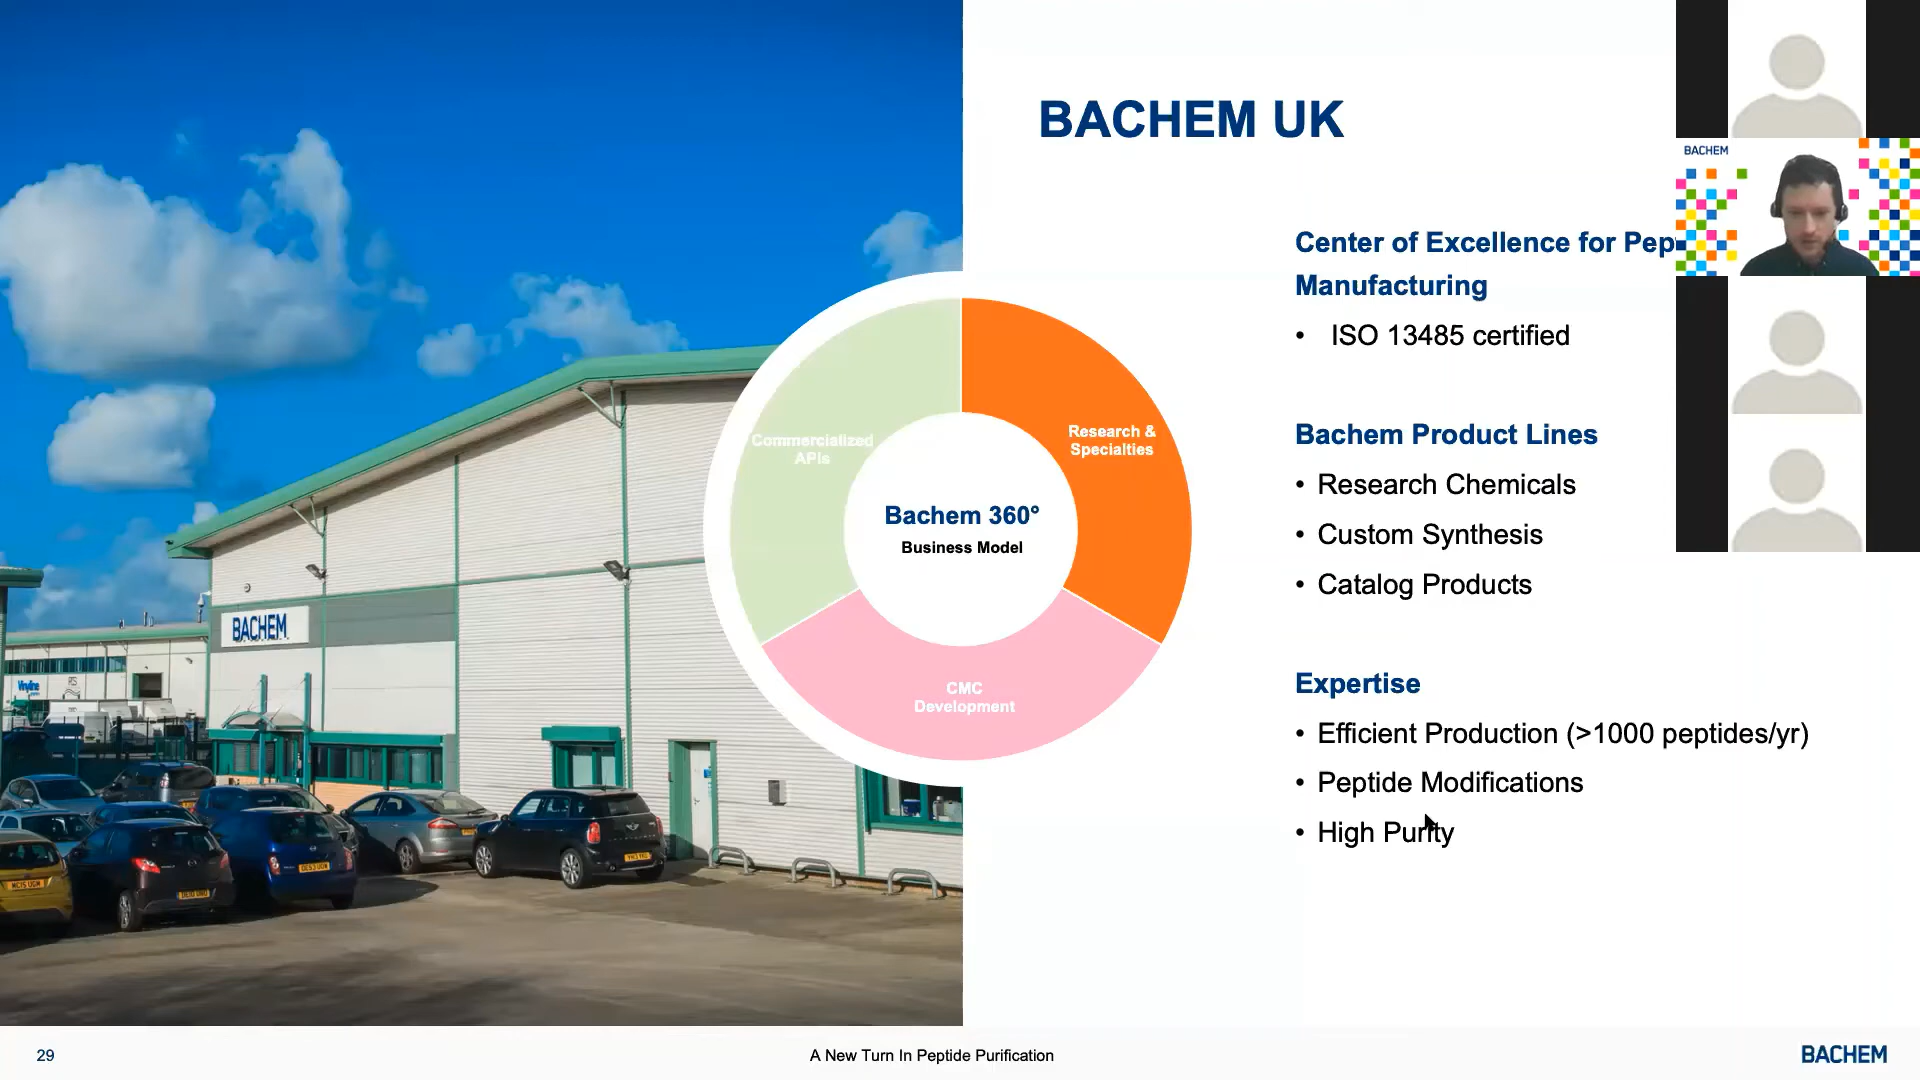 BACHEM UK
BACHEM
Center of Excellence for Pep
Manufacturing
• ISO 13485 certified
Bachem Product Lines
• Research Chemicals
• Custom Synthesis
• Catalog Products
Expertise
• Efficient Production (>1000 peptides/yr)
• Peptide Modifications
• High Purity
Commercialized
APIs
Research &
Specialties
Bachem 360°
Business Model
CMC
Development
BACHEM
29
A New Turn In Peptide Purification
BACHEM